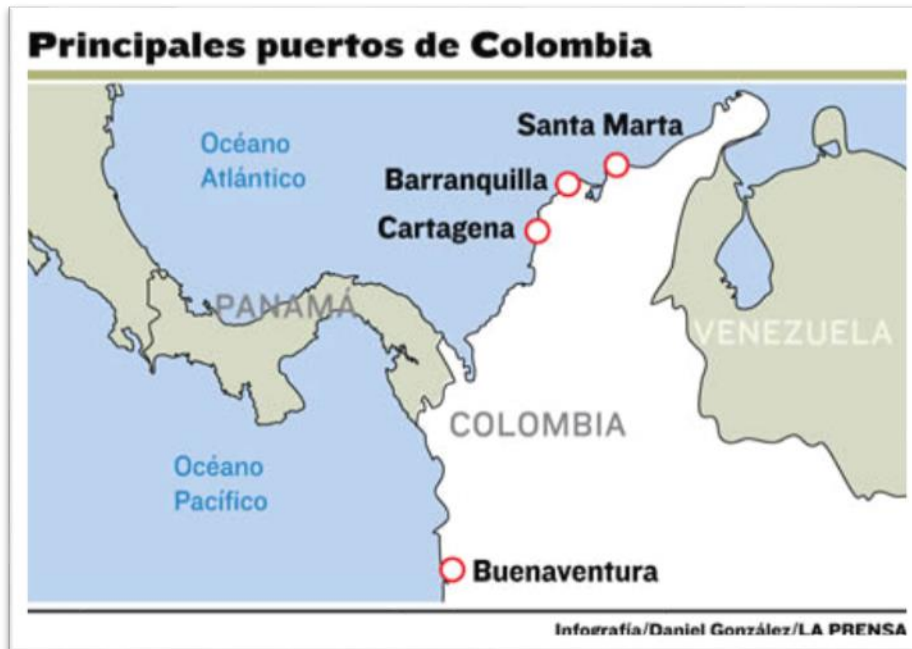 Principales puertos de Colombia
Océano
Atlántico
Santa Marta
Barranquilla
Cartagena
PANAMÁ
VENEZUELA
COLOMBIA
Océano
Pacífico
Buenaventura
Infografía/Daniel González/LA PRENSA